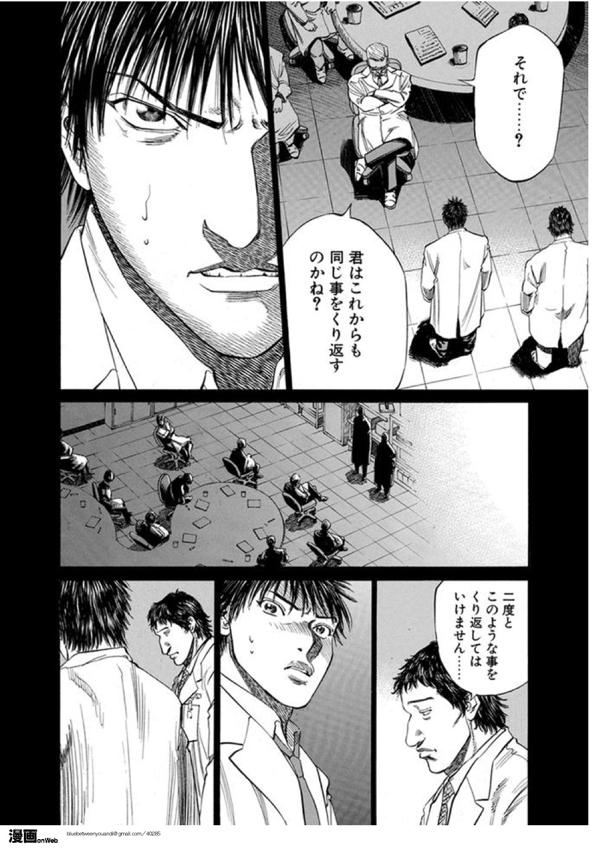 それで……？
君はこれからも
同じ事をくり返す
のかね？
二度と
このような事を
くり返しては
いけません……
漫画onWeb
bluebetweenyouandi@gmail.com／40285